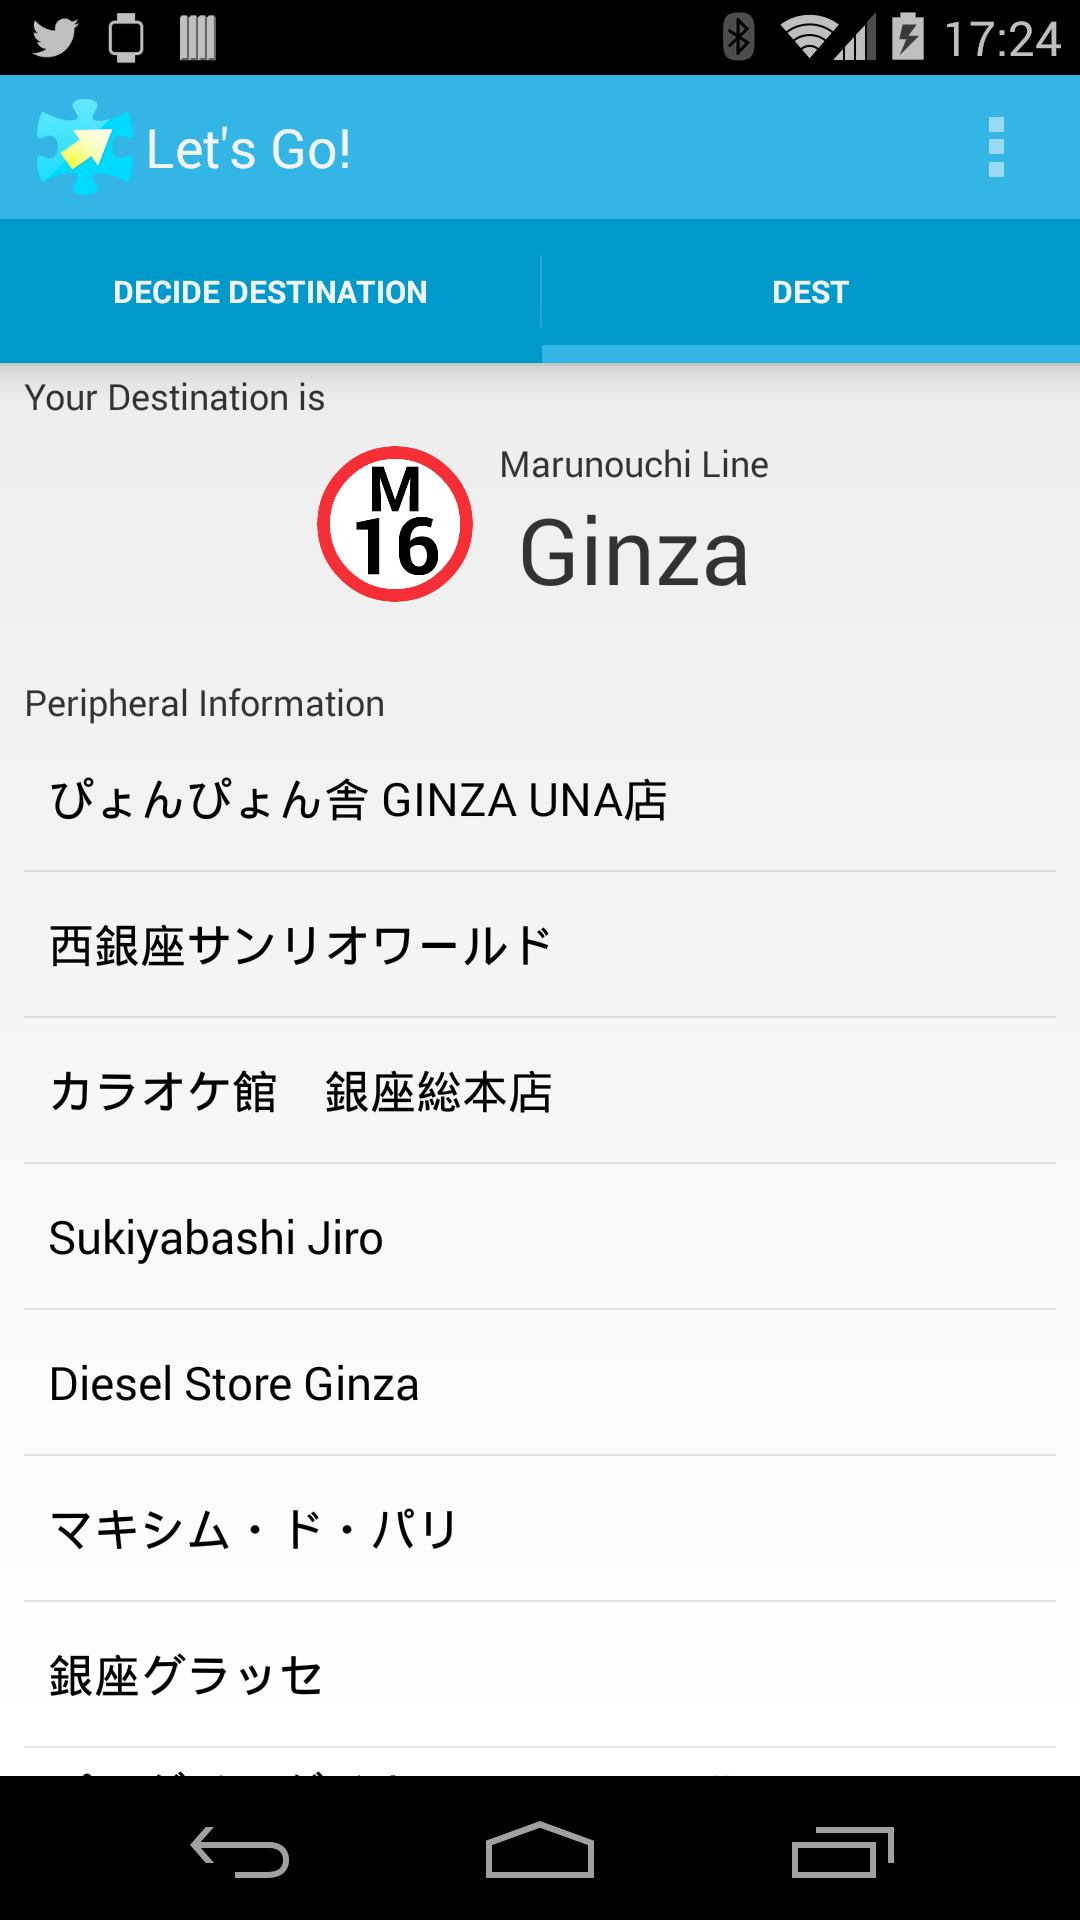 17:24
Let's Go!
DECIDE DESTINATION
DEST
Your Destination is
M
16
Marunouchi Line
Ginza
Peripheral Information
ぴょんぴょん舎 GINZA UNA店
西銀座サンリオワールド
カラオケ館　銀座総本店
Sukiyabashi Jiro
Diesel Store Ginza
マキシム・ド・パリ
銀座グラッセ